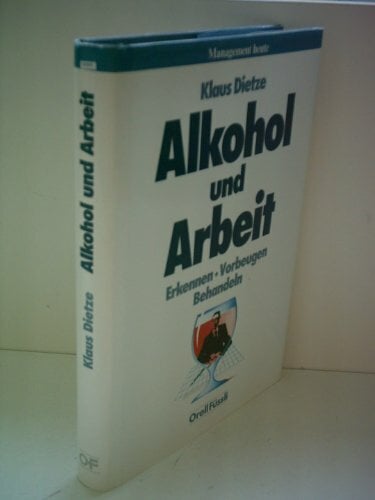 Management heute
Klaus Dietze
Alkohol
und
Arbeit
Erkennen • Vorbeugen
Behandeln
Orell Füssli
Klaus Dietze Alkohol und Arbeit
OF